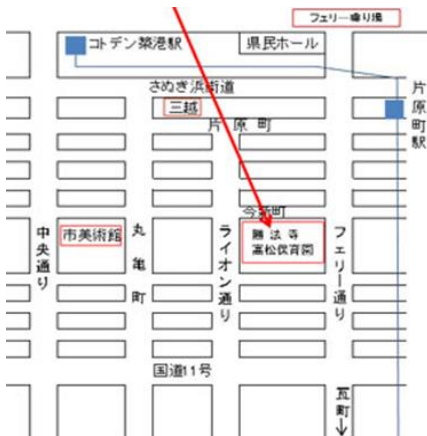 フェリー乗り場
コトデン築港駅
県民ホール
さぬき浜街道
三越
片原町
片原町駅
今新町
中央通り
市美術館
丸亀町
ライオン通り
勝法寺
高松保育園
フェリー通り
国道11号
瓦町→